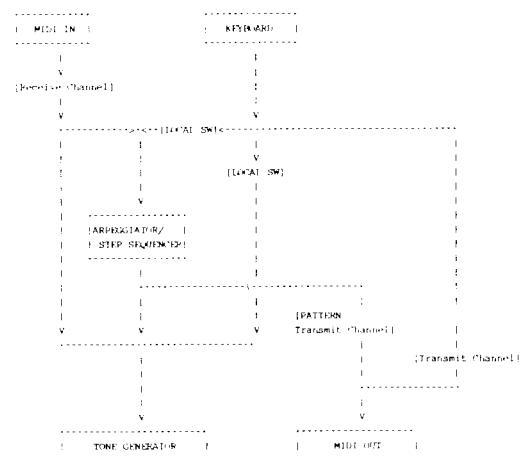 MIDI IN
KEYBOARD
[Receive Channel]
[LOCAL SW]
[LOCAL SW]
ARPEGGIATOR/
STEP SEQUENCER
[PATTERN
Transmit Channel]
[Transmit Channel]
TONE GENERATOR
MIDI OUT